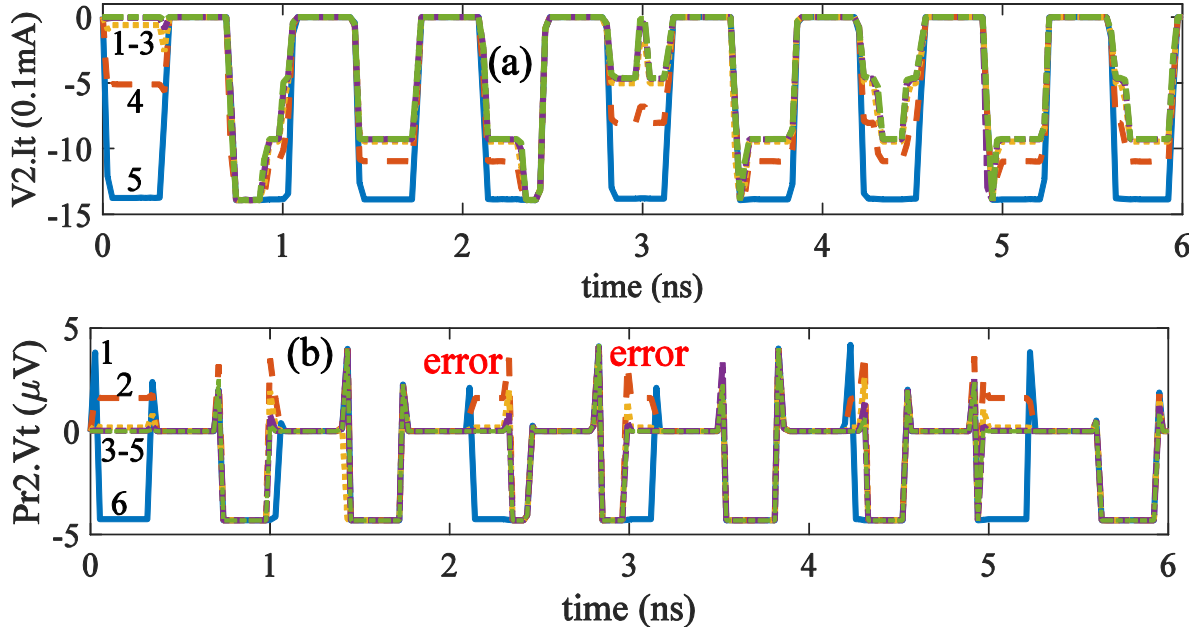 0
1-3
(a)
-5
4
-10
5
-15
V2.It (0.1mA)
0 1 2 3 4 5 6
time (ns)
5
1
(b)
error
error
2
0
3-5
6
-5
Pr2.Vt (μV)
0 1 2 3 4 5 6
time (ns)